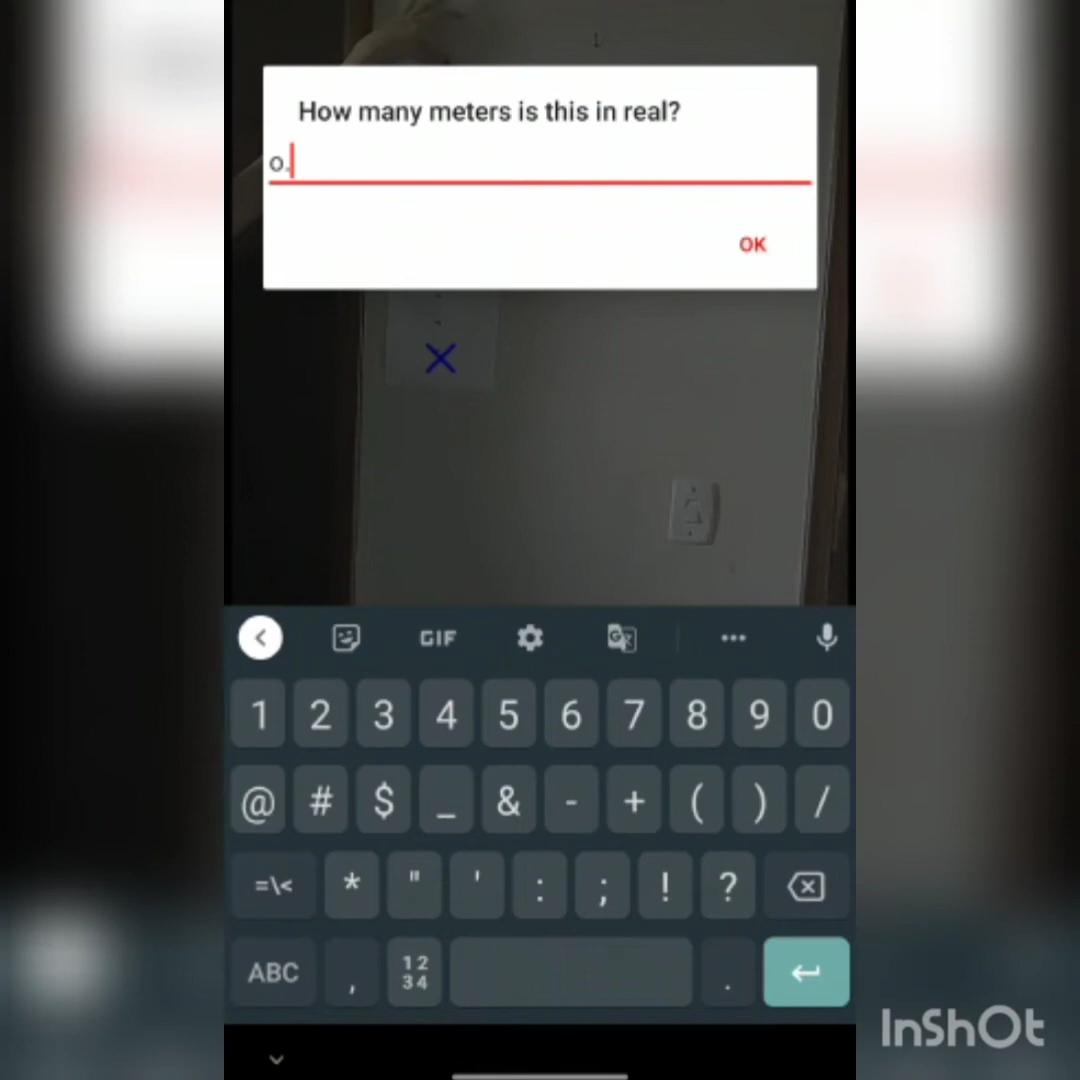 How many meters is this in real?
0.
OK
GIF
1 2 3 4 5 6 7 8 9 0
@ # $ _ & - + ( ) /
=\< * " ' : ; ! ?
ABC , 12 34 .
InShOt